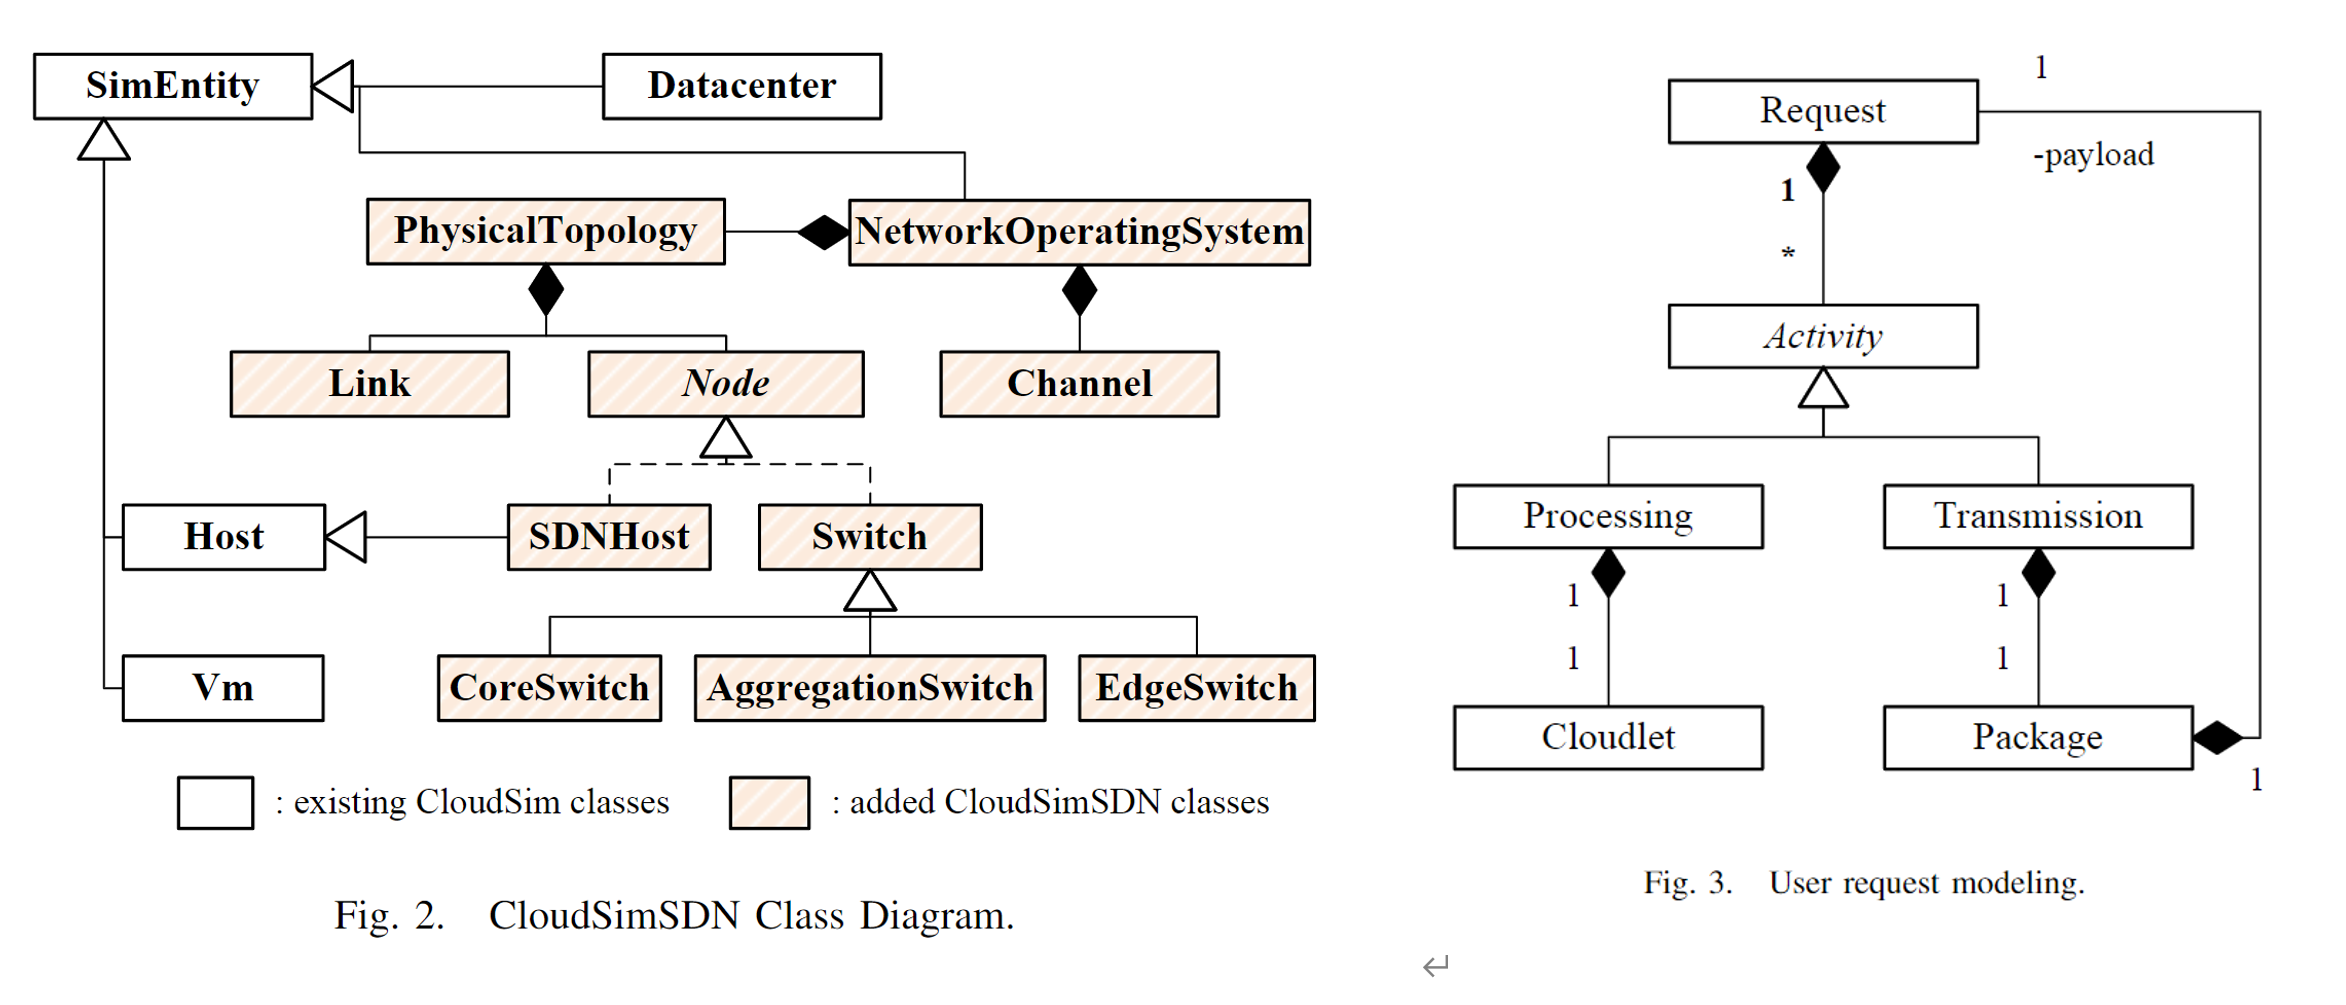 SimEntity
Datacenter
PhysicalTopology
NetworkOperatingSystem
Link
Node
Channel
Host
SDNHost
Switch
Vm
CoreSwitch
AggregationSwitch
EdgeSwitch
: existing CloudSim classes
: added CloudSimSDN classes
Fig. 2. CloudSimSDN Class Diagram.
1
Request
-payload
1
*
Activity
Processing
Transmission
1
1
1
1
Cloudlet
Package
1
Fig. 3. User request modeling.